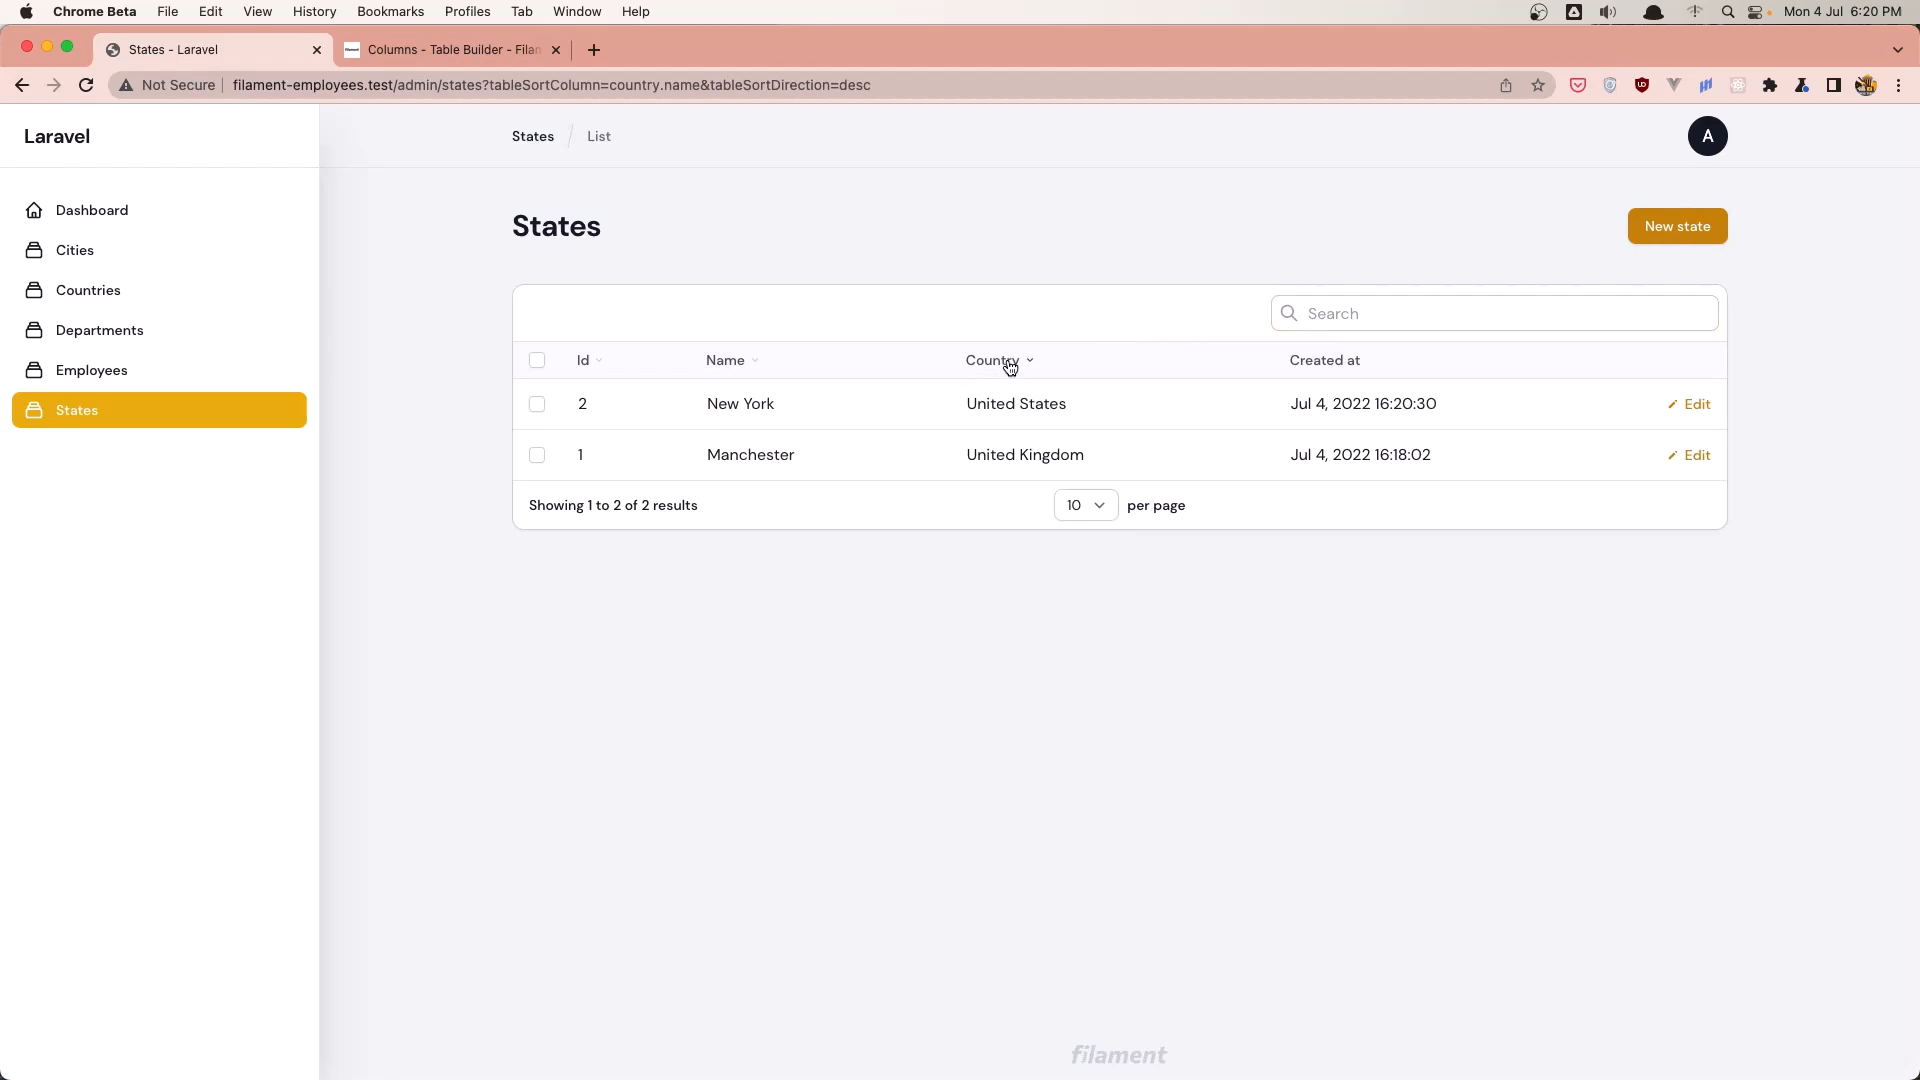 Chrome Beta File Edit View History Bookmarks Profiles Tab Window Help Mon 4 Jul 6:20 PM
States - Laravel Columns - Table Builder - Filam
Not Secure filament-employees.test/admin/states?tableSortColumn=country.name&tableSortDirection=desc
Laravel
States List
A
Dashboard
Cities
Countries
Departments
Employees
States
States
New state
Search
Id Name Country Created at
2 New York United States Jul 4, 2022 16:20:30 Edit
1 Manchester United Kingdom Jul 4, 2022 16:18:02 Edit
Showing 1 to 2 of 2 results 10 per page
filament